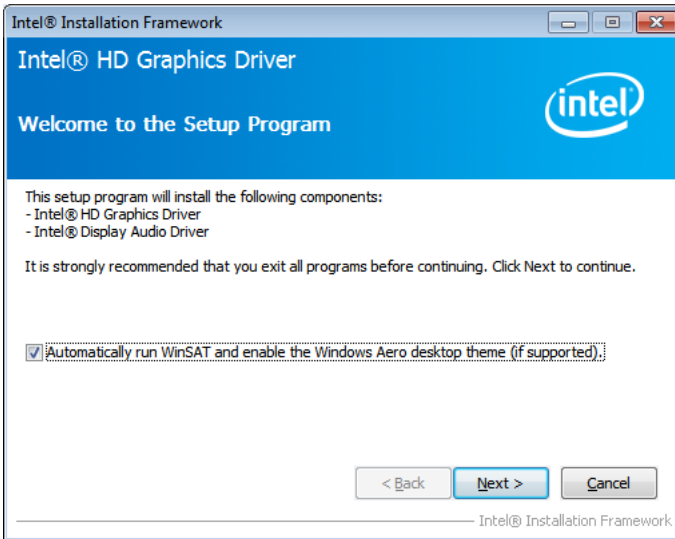 Intel® Installation Framework
Intel® HD Graphics Driver
intel
Welcome to the Setup Program
This setup program will install the following components:
- Intel® HD Graphics Driver
- Intel® Display Audio Driver
It is strongly recommended that you exit all programs before continuing. Click Next to continue.
Automatically run WinSAT and enable the Windows Aero desktop theme (if supported).
< Back
Next >
Cancel
Intel® Installation Framework